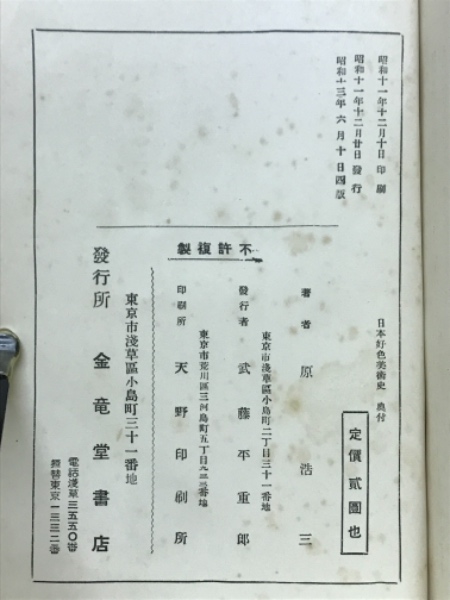 昭和十一年十二月十日印刷
昭和十一年十二月廿日發行
昭和十三年六月十日四版
日本好色美術史 奥付
定價貳圓也
不許複製
著者 原浩三
東京市淺草區小島町二丁目三十一番地
發行者 武藤平重郎
東京市荒川區三河島町五丁目九三三番地
印刷所 天野印刷所
東京市淺草區小島町三十一番地
發行所 金竜堂書店
電話淺草三五五〇番
振替東京一三三二番